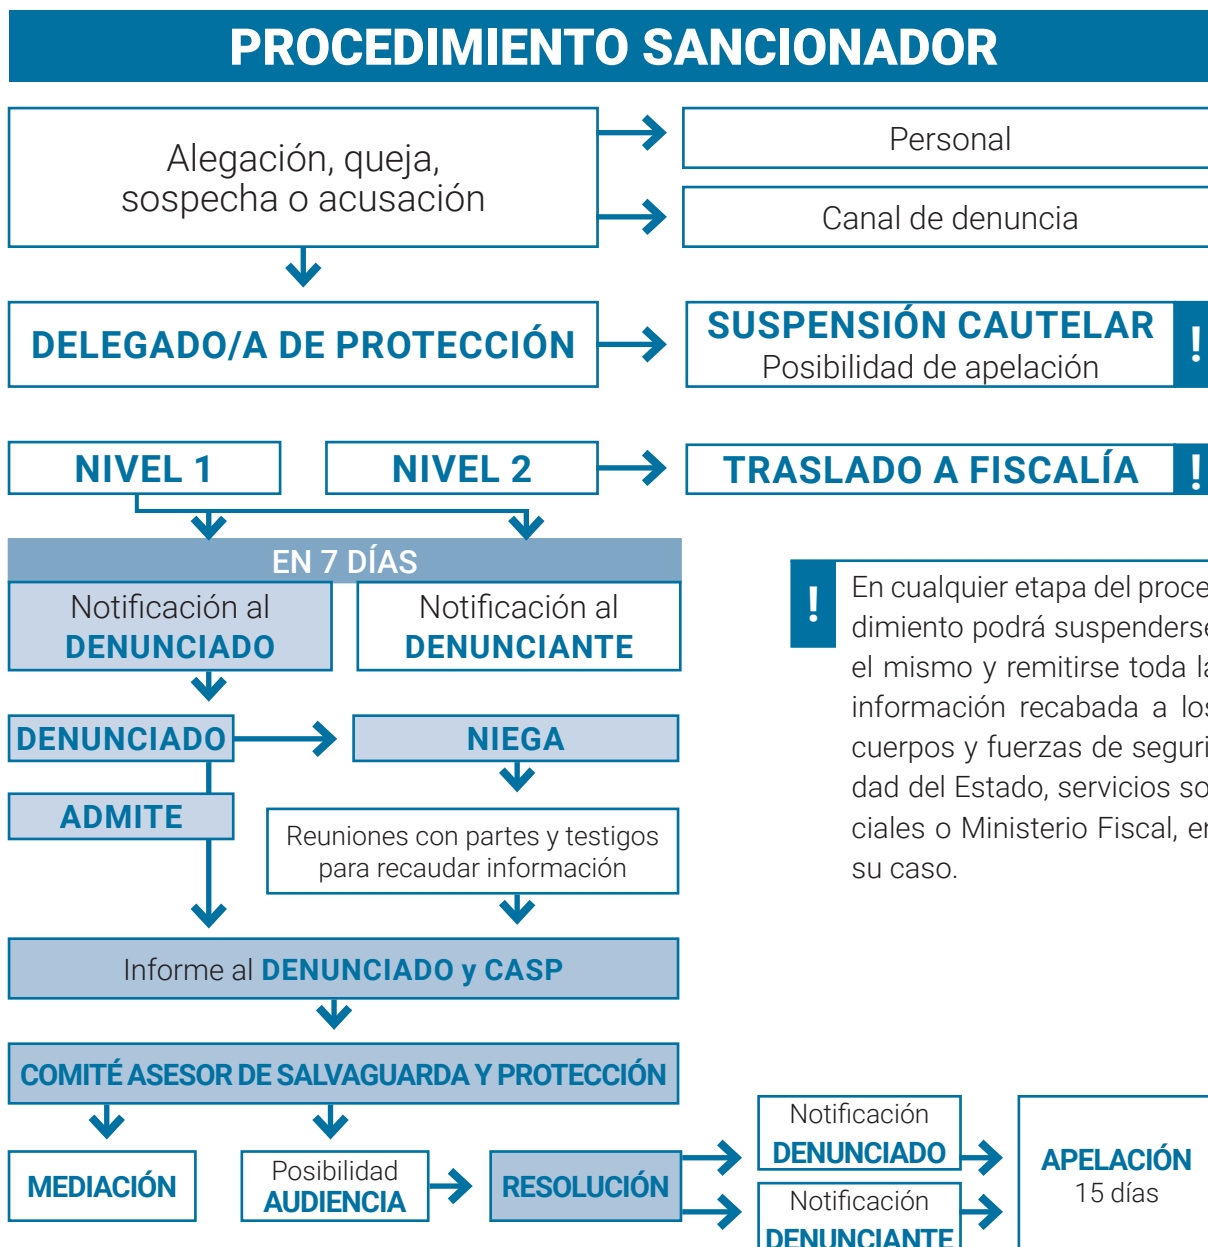 PROCEDIMIENTO SANCIONADOR
Alegación, queja,
sospecha o acusación
Personal
Canal de denuncia
DELEGADO/A DE PROTECCIÓN
SUSPENSIÓN CAUTELAR
Posibilidad de apelación
!
NIVEL 1
NIVEL 2
TRASLADO A FISCALÍA
!
EN 7 DÍAS
Notificación al
DENUNCIADO
Notificación al
DENUNCIANTE
!
En cualquier etapa del proce
dimiento podrá suspenderse
el mismo y remitirse toda la
información recabada a los
cuerpos y fuerzas de seguri
dad del Estado, servicios so
ciales o Ministerio Fiscal, en
su caso.
DENUNCIADO
NIEGA
ADMITE
Reuniones con partes y testigos
para recaudar información
Informe al DENUNCIADO y CASP
COMITÉ ASESOR DE SALVAGUARDA Y PROTECCIÓN
MEDIACIÓN
Posibilidad
AUDIENCIA
RESOLUCIÓN
Notificación
DENUNCIADO
Notificación
DENUNCIANTE
APELACIÓN
15 días